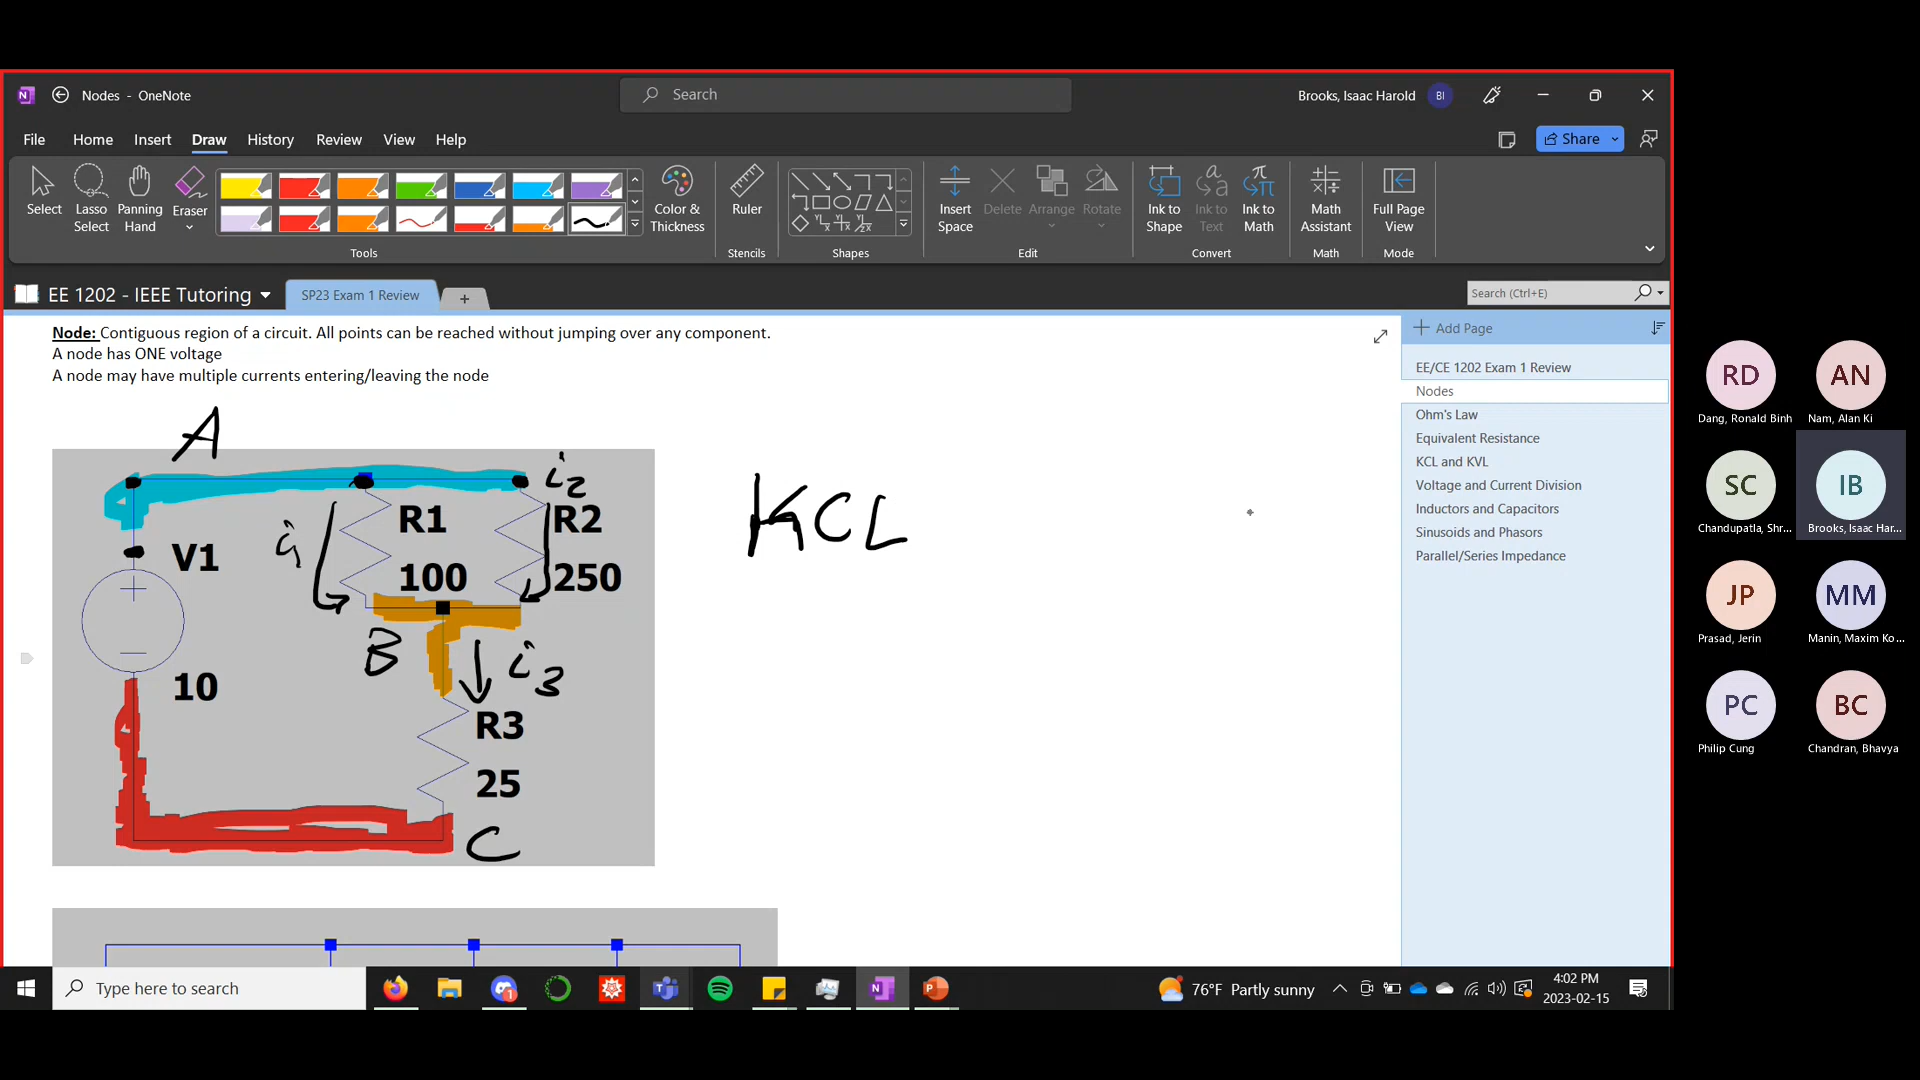 Nodes - OneNote
Search
Brooks, Isaac Harold
BI
File Home Insert Draw History Review View Help
Share
Select
Lasso Select
Panning Hand
Eraser
Color & Thickness
Ruler
Insert Space
Delete
Arrange
Rotate
Ink to Shape
Ink to Text
Ink to Math
Math Assistant
Full Page View
Tools
Stencils
Shapes
Edit
Convert
Math
Mode
EE 1202 - IEEE Tutoring
SP23 Exam 1 Review
+
Search (Ctrl+E)
Node: Contiguous region of a circuit. All points can be reached without jumping over any component.
A node has ONE voltage
A node may have multiple currents entering/leaving the node
Add Page
EE/CE 1202 Exam 1 Review
Nodes
Ohm's Law
Equivalent Resistance
KCL and KVL
Voltage and Current Division
Inductors and Capacitors
Sinusoids and Phasors
Parallel/Series Impedance
A
i2
R1
R2
i1
V1
100
250
KCL
B
i3
10
R3
25
C
RD
Dang, Ronald Binh
AN
Nam, Alan Ki
SC
Chandupatla, Shr...
IB
Brooks, Isaac Har...
JP
Prasad, Jerin
MM
Manin, Maxim Ko...
PC
Philip Cung
BC
Chandran, Bhavya
Type here to search
76°F Partly sunny
4:02 PM
2023-02-15